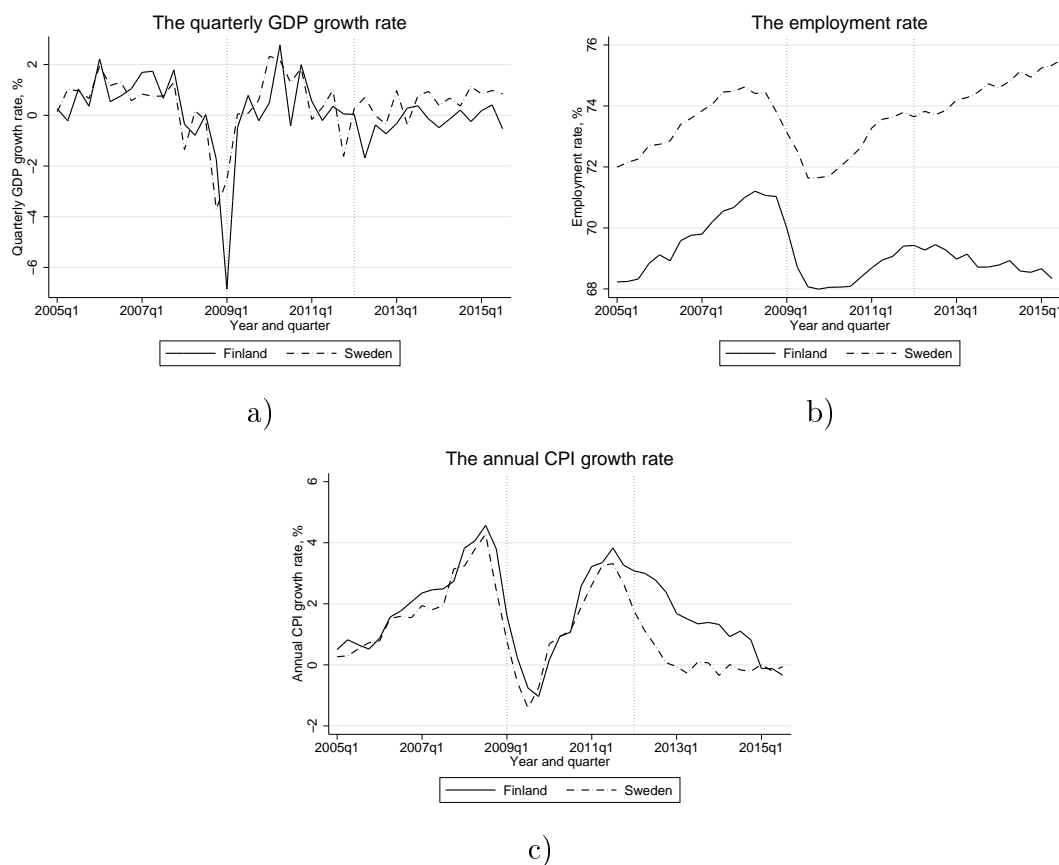 The quarterly GDP growth rate
Quarterly GDP growth rate, %
2
0
−2
−4
−6
2005q1 2007q1 2009q1 2011q1 2013q1 2015q1
Year and quarter
Finland Sweden
a)
The employment rate
Employment rate, %
76
74
72
70
68
2005q1 2007q1 2009q1 2011q1 2013q1 2015q1
Year and quarter
Finland Sweden
b)
The annual CPI growth rate
Annual CPI growth rate, %
6
4
2
0
−2
2005q1 2007q1 2009q1 2011q1 2013q1 2015q1
Year and quarter
Finland Sweden
c)